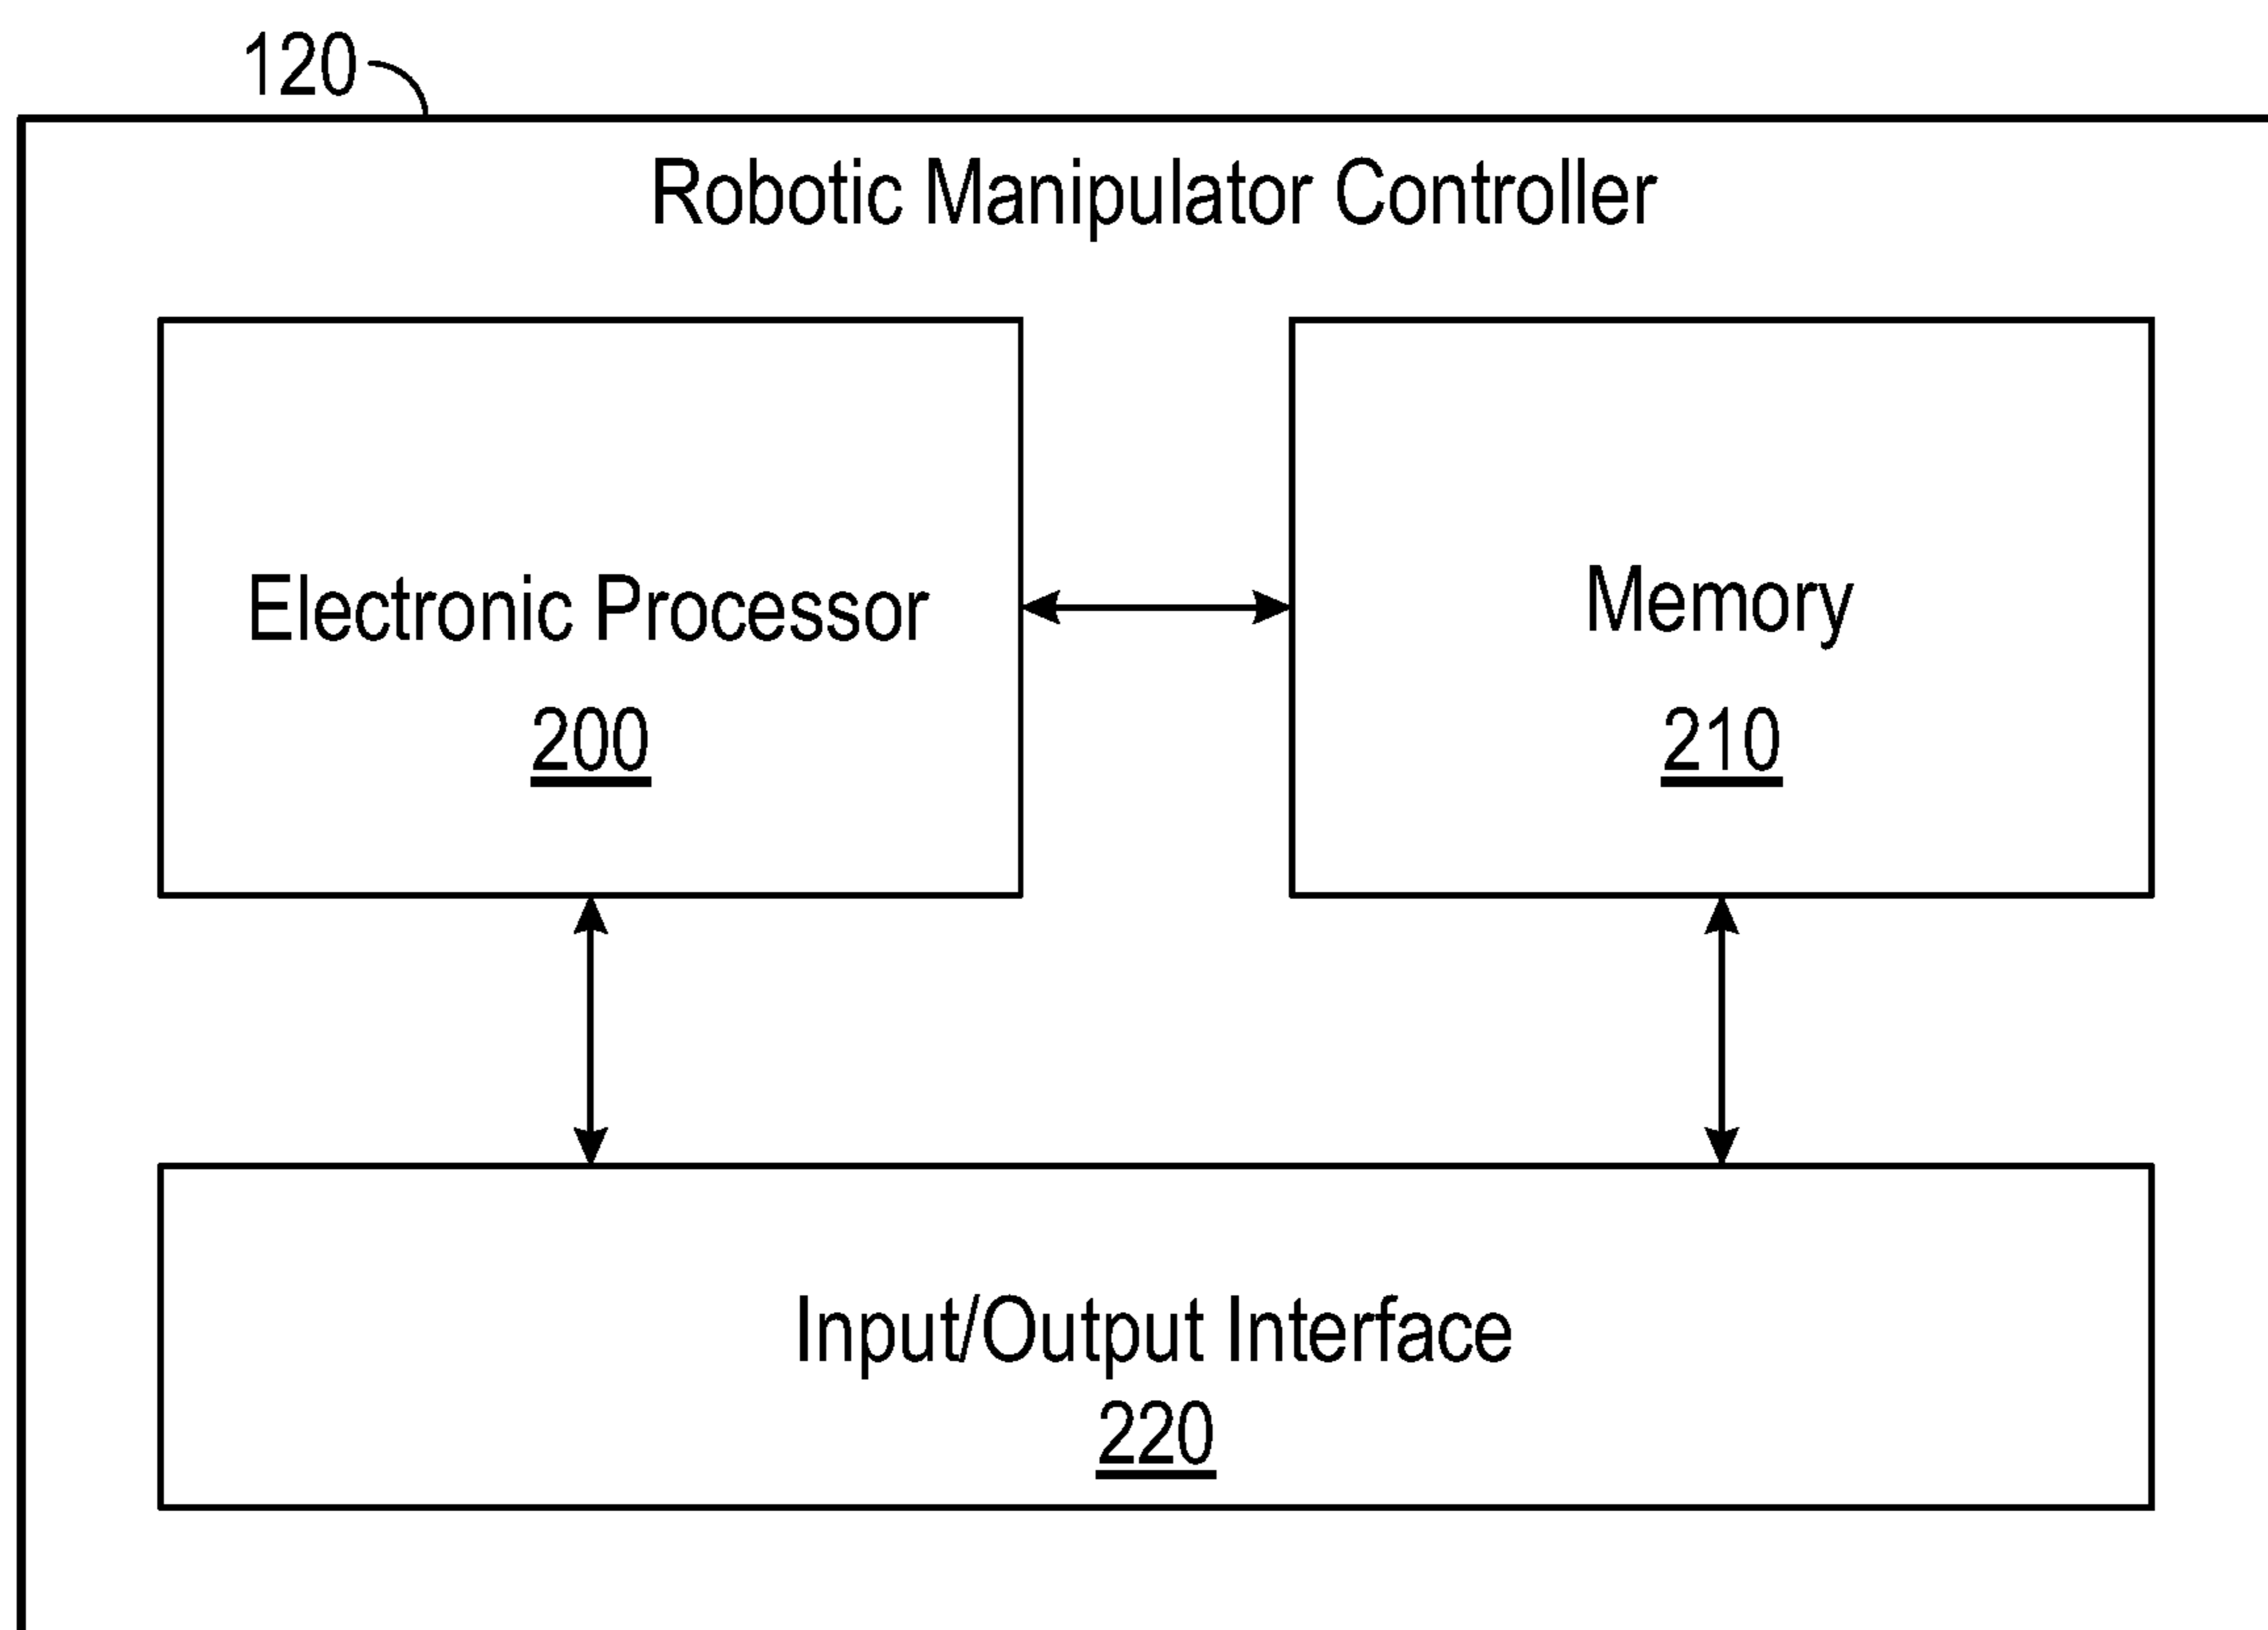 120
Robotic Manipulator Controller
Electronic Processor
200
Memory
210
Input/Output Interface
220